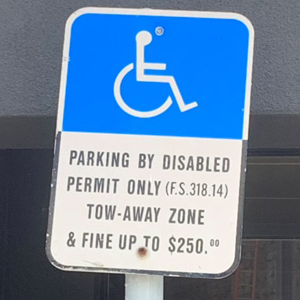 PARKING BY DISABLED
PERMIT ONLY (F.S.318.14)
TOW-AWAY ZONE
& FINE UP TO $250.00